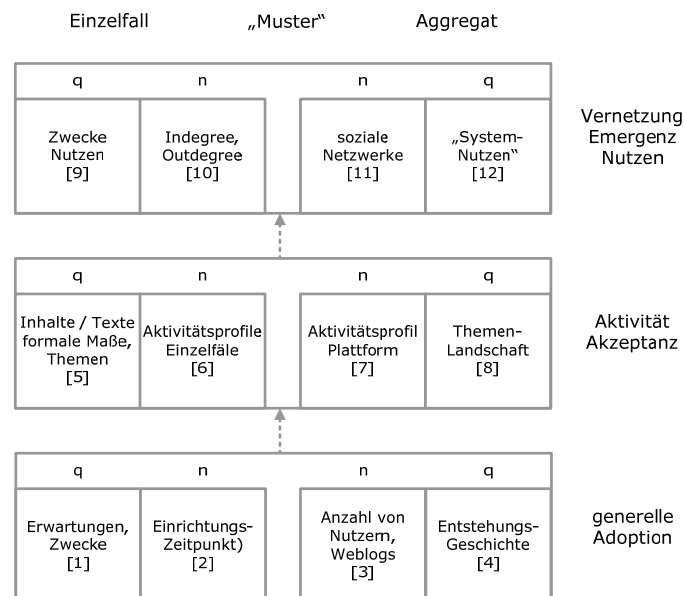 Einzelfall „Muster“ Aggregat
q n n q
Zwecke
Nutzen
[9]
Indegree,
Outdegree
[10]
soziale
Netzwerke
[11]
„System-
Nutzen“
[12]
Vernetzung
Emergenz
Nutzen
q n n q
Inhalte / Texte
formale Maße,
Themen
[5]
Aktivitätsprofile
Einzelfäle
[6]
Aktivitätsprofil
Plattform
[7]
Themen-
Landschaft
[8]
Aktivität
Akzeptanz
q n n q
Erwartungen,
Zwecke
[1]
Einrichtungs-
Zeitpunkt)
[2]
Anzahl von
Nutzern,
Weblogs
[3]
Entstehungs-
Geschichte
[4]
generelle
Adoption